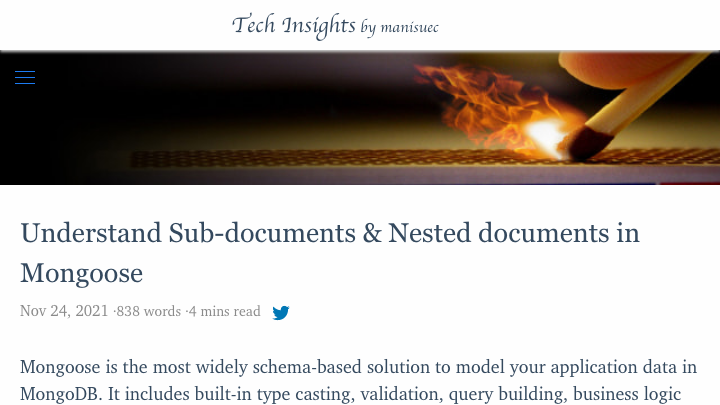 Tech Insights by manisuec
Understand Sub-documents & Nested documents in
Mongoose
Nov 24, 2021 ·838 words ·4 mins read
Mongoose is the most widely schema-based solution to model your application data in
MongoDB. It includes built-in type casting, validation, query building, business logic